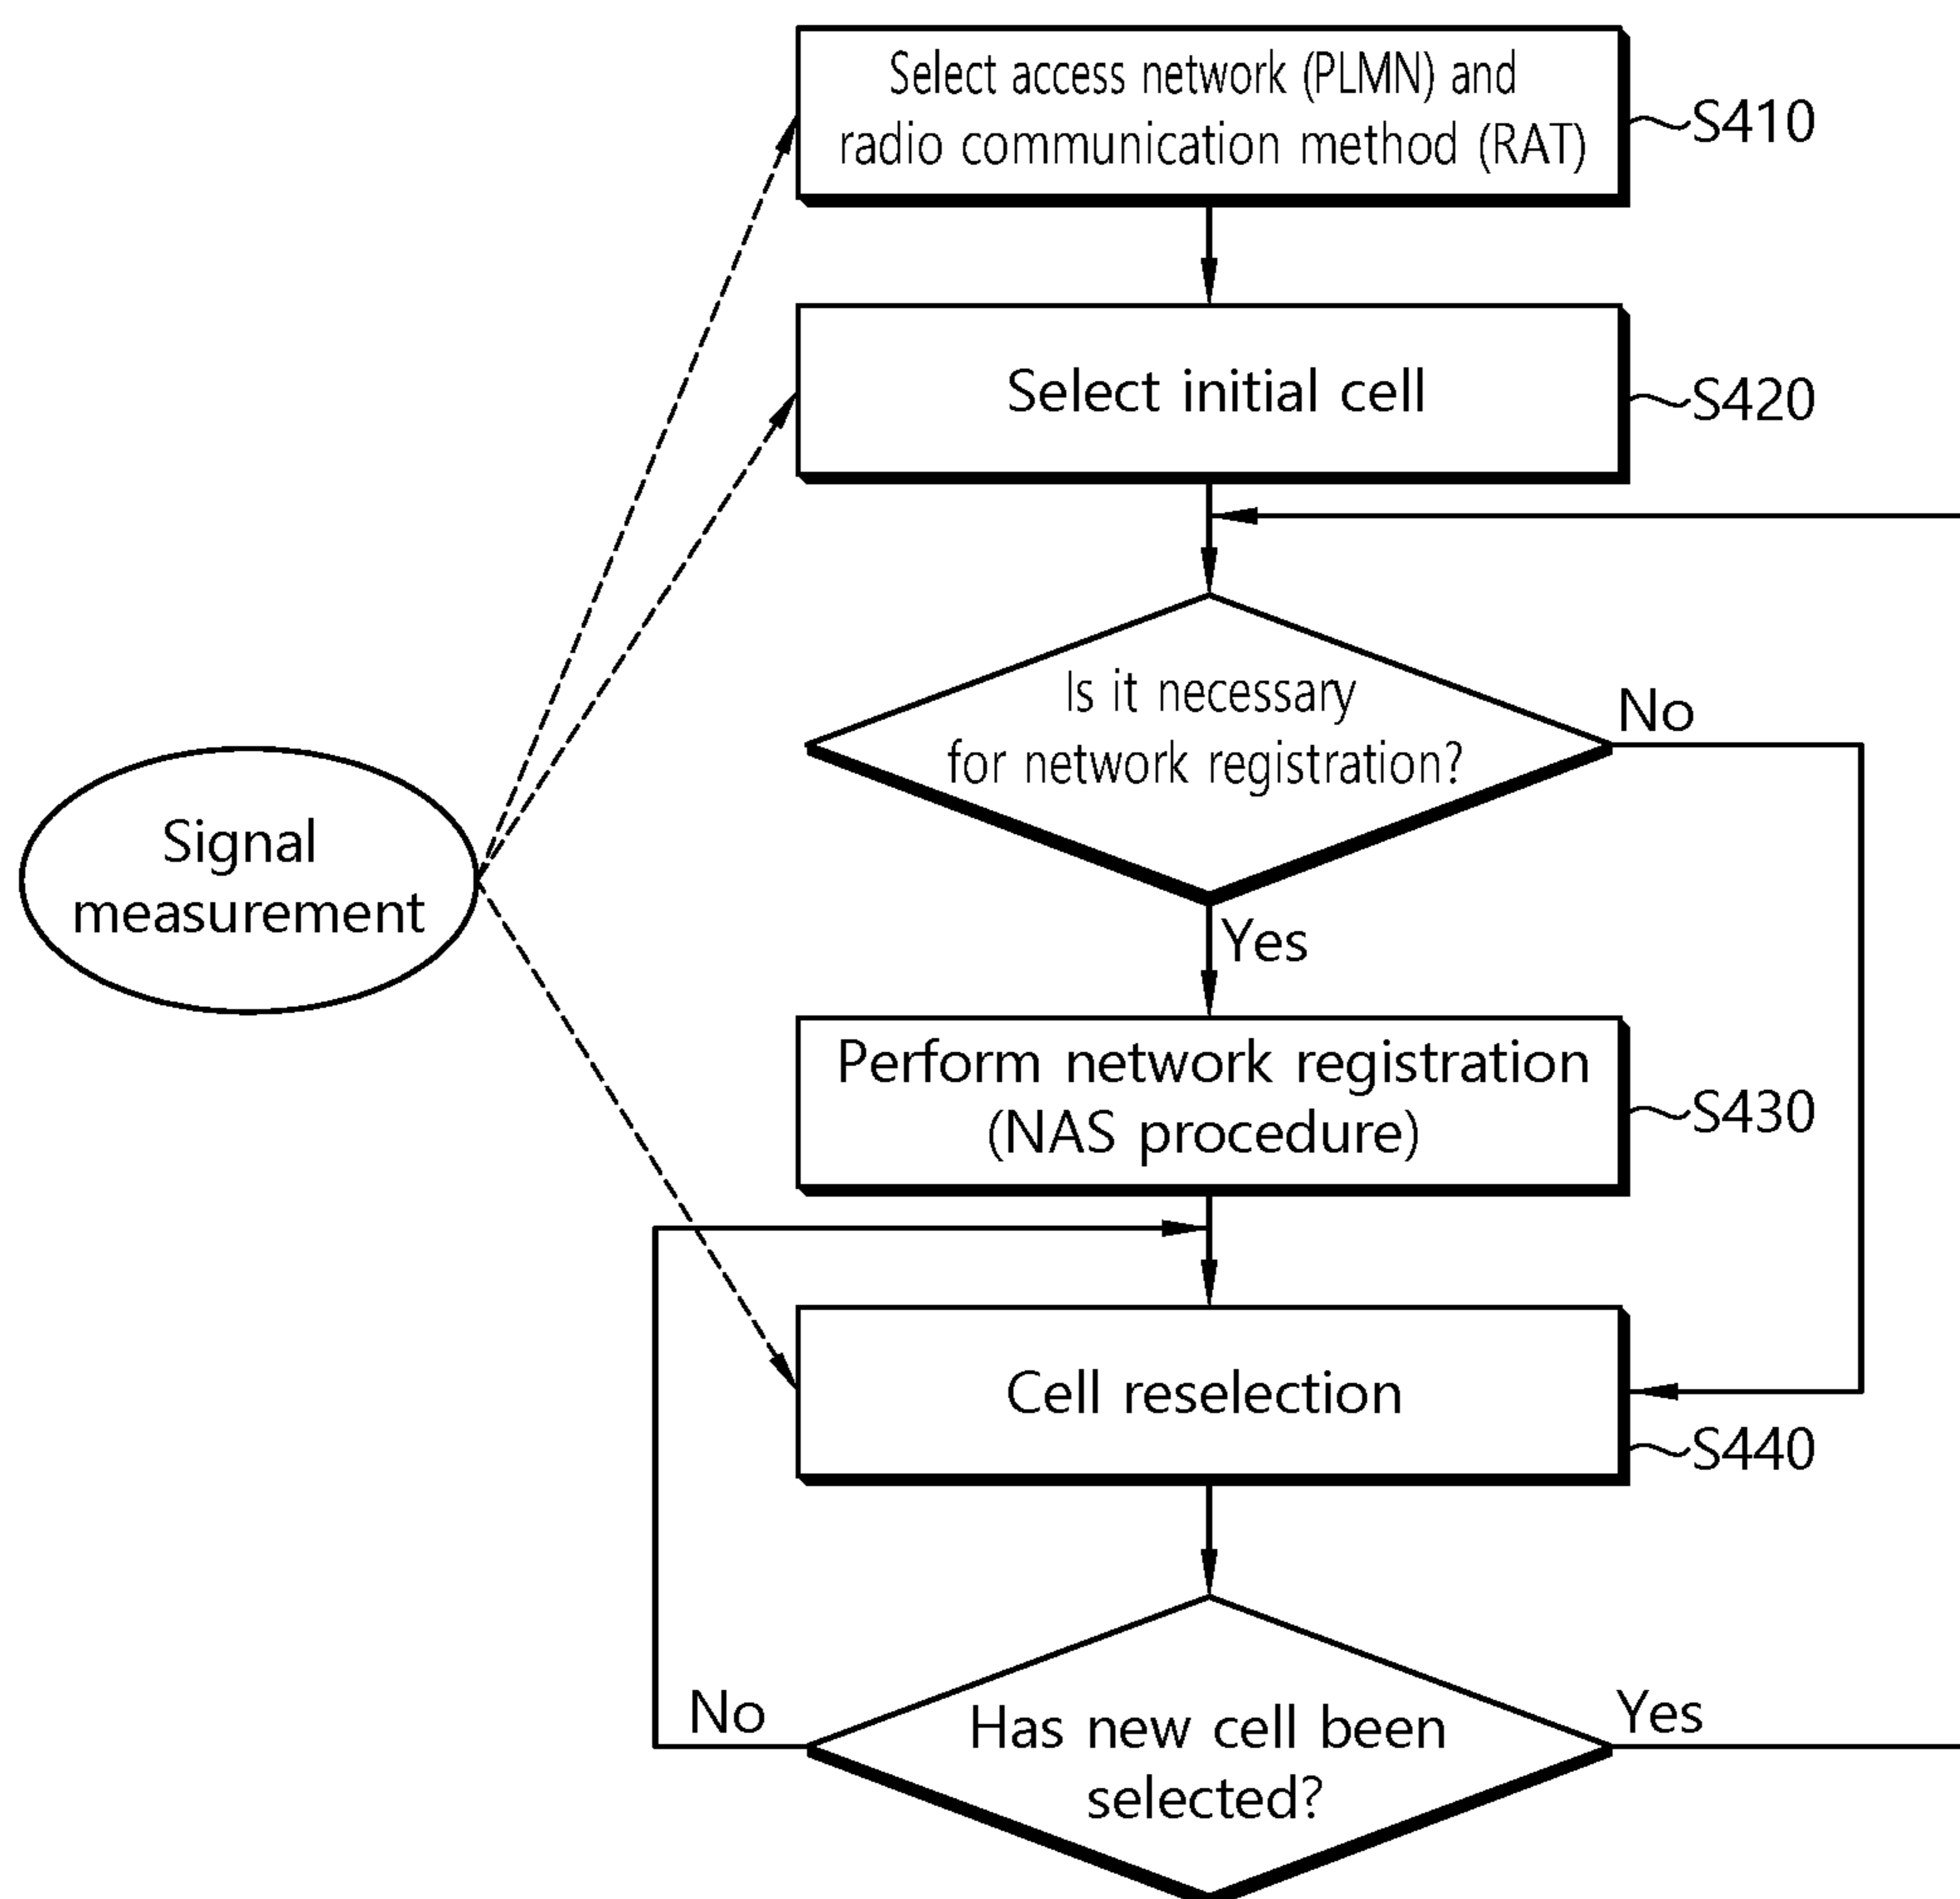 Select access network (PLMN) and
radio communication method (RAT)
S410
Select initial cell
S420
Is it necessary
for network registration?
No
Signal
measurement
Yes
Perform network registration
(NAS procedure)
S430
Cell reselection
S440
No
Has new cell been
selected?
Yes